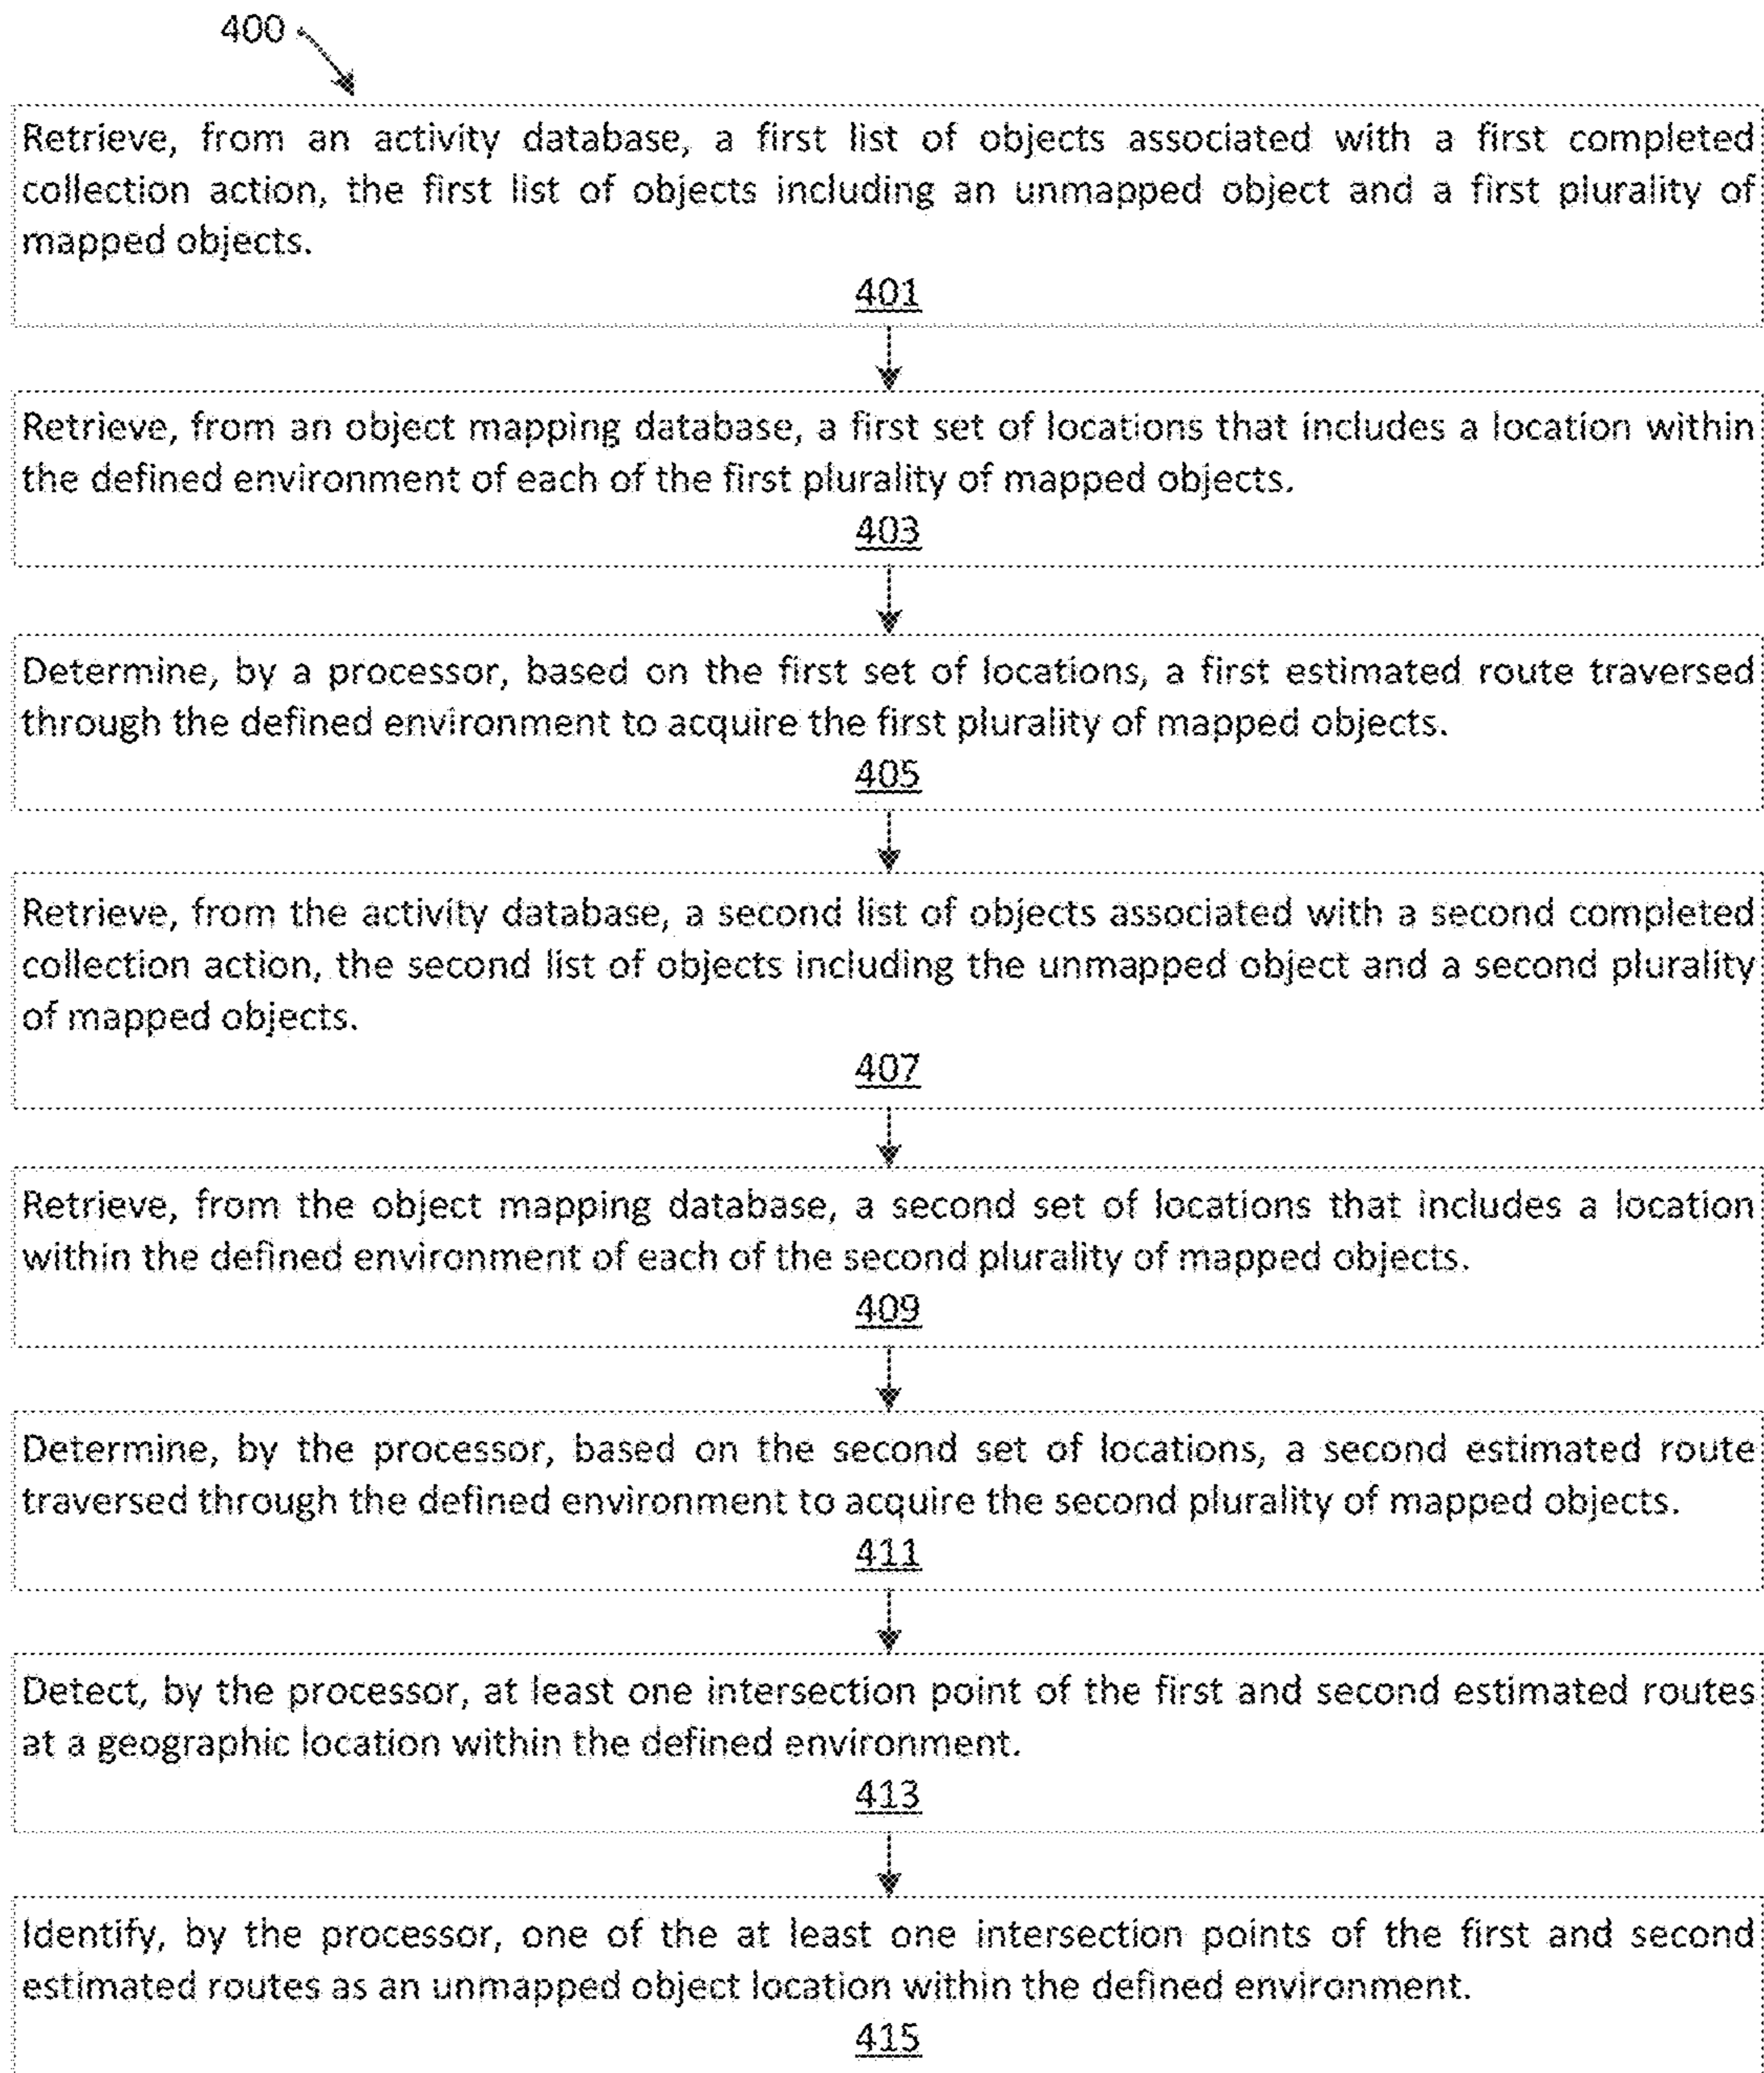 400
Retrieve, from an activity database, a first list of objects associated with a first completed
collection action, the first list of objects including an unmapped object and a first plurality of
mapped objects.
401
Retrieve, from an object mapping database, a first set of locations that includes a location within
the defined environment of each of the first plurality of mapped objects.
403
Determine, by a processor, based on the first set of locations, a first estimated route traversed
through the defined environment to acquire the first plurality of mapped objects.
405
Retrieve, from the activity database, a second list of objects associated with a second completed
collection action, the second list of objects including the unmapped object and a second plurality
of mapped objects.
407
Retrieve, from the object mapping database, a second set of locations that includes a location
within the defined environment of each of the second plurality of mapped objects.
409
Determine, by the processor, based on the second set of locations, a second estimated route
traversed through the defined environment to acquire the second plurality of mapped objects.
411
Detect, by the processor, at least one intersection point of the first and second estimated routes
at a geographic location within the defined environment.
413
Identify, by the processor, one of the at least one intersection points of the first and second
estimated routes as an unmapped object location within the defined environment.
415